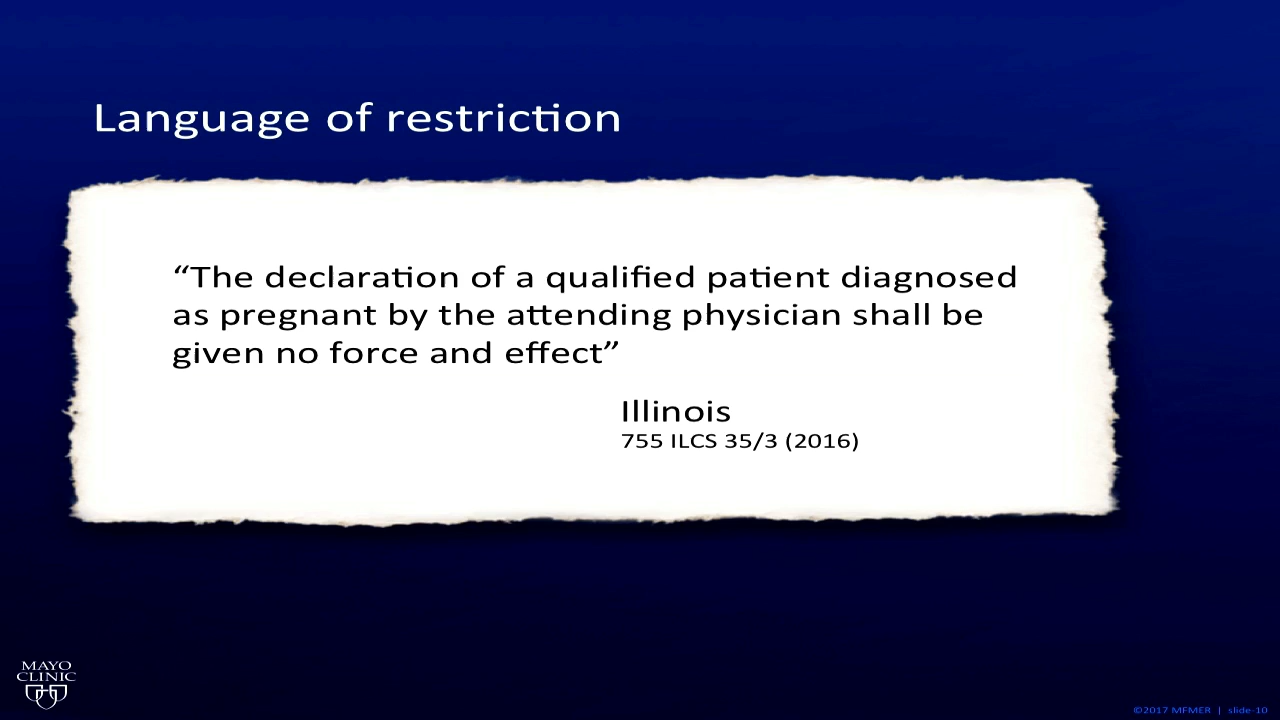 Language of restriction
“The declaration of a qualified patient diagnosed
as pregnant by the attending physician shall be
given no force and effect”
Illinois
755 ILCS 35/3 (2016)
MAYO
CLINIC
©2017 MFMER | slide-10